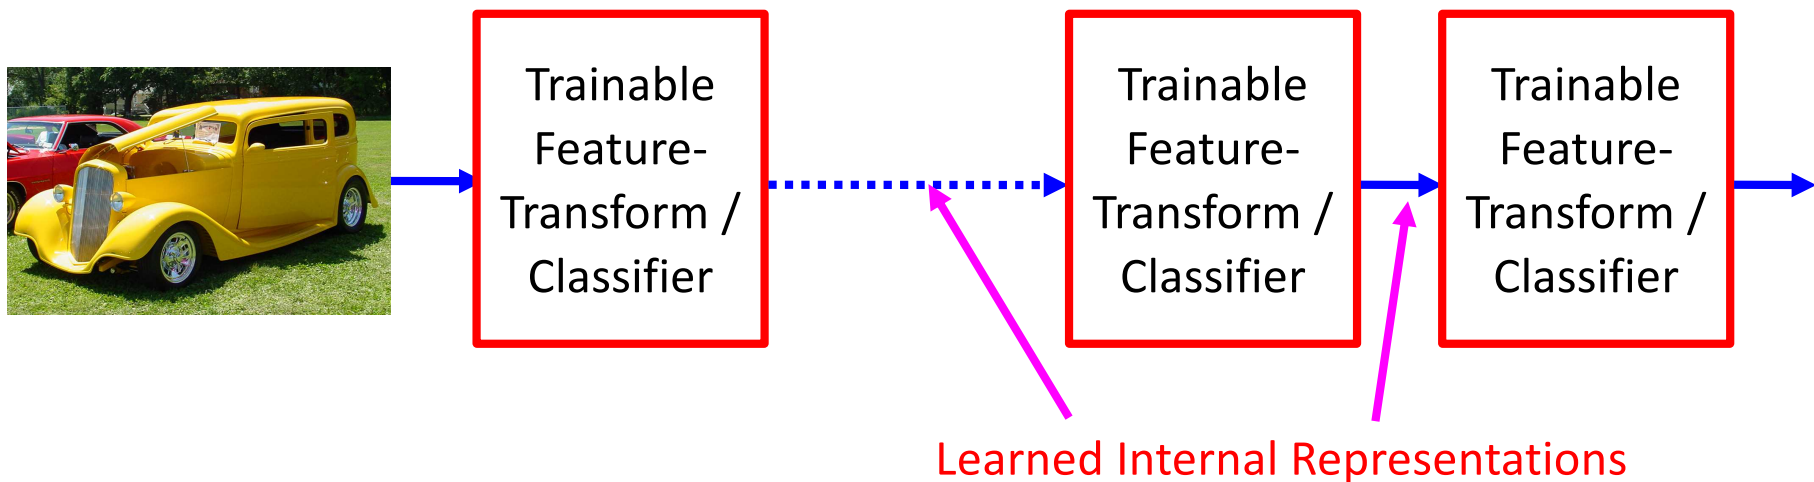 Trainable
Feature-
Transform /
Classifier
Trainable
Feature-
Transform /
Classifier
Trainable
Feature-
Transform /
Classifier
Learned Internal Representations